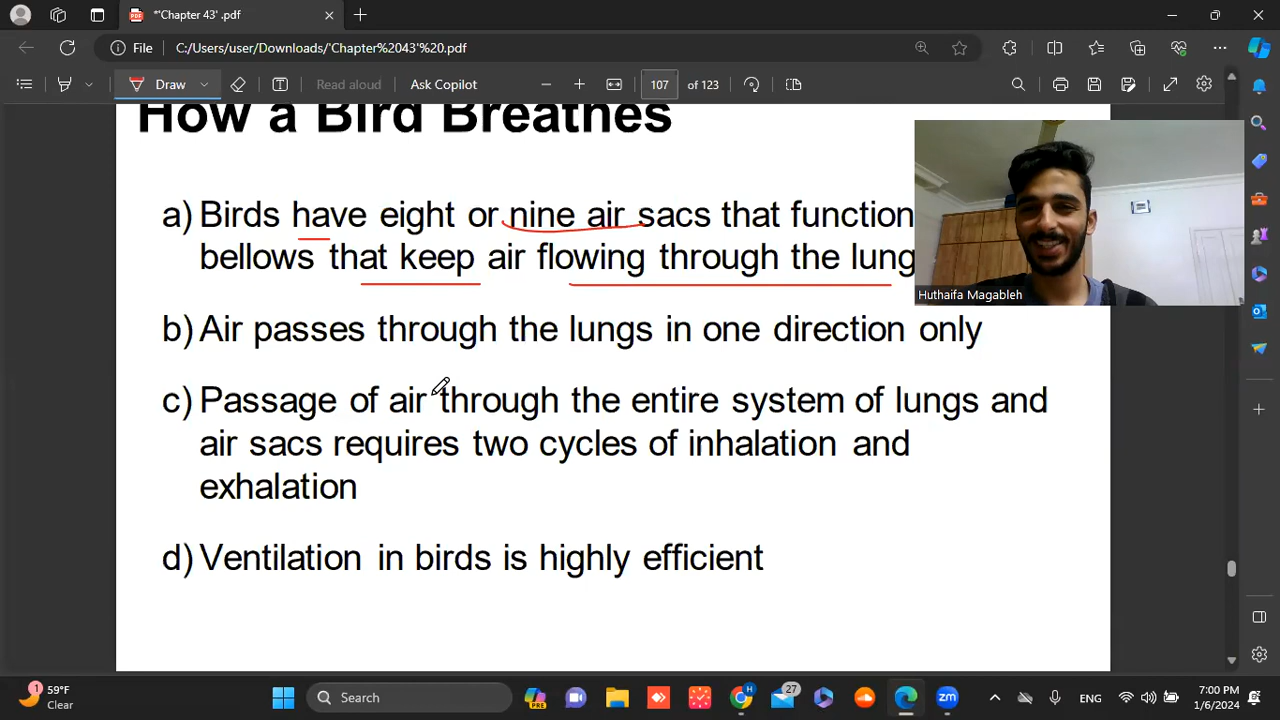 *'Chapter 43' .pdf
File
C:/Users/user/Downloads/'Chapter%2043'%20.pdf
Draw
Read aloud
Ask Copilot
107
of 123
How a Bird Breathes
a) Birds have eight or nine air sacs that function
bellows that keep air flowing through the lung
Huthaifa Magableh
b) Air passes through the lungs in one direction only
c) Passage of air through the entire system of lungs and
air sacs requires two cycles of inhalation and
exhalation
d) Ventilation in birds is highly efficient
1
59°F
Clear
Search
PRE
H
27
zm
ENG
7:00 PM
1/6/2024